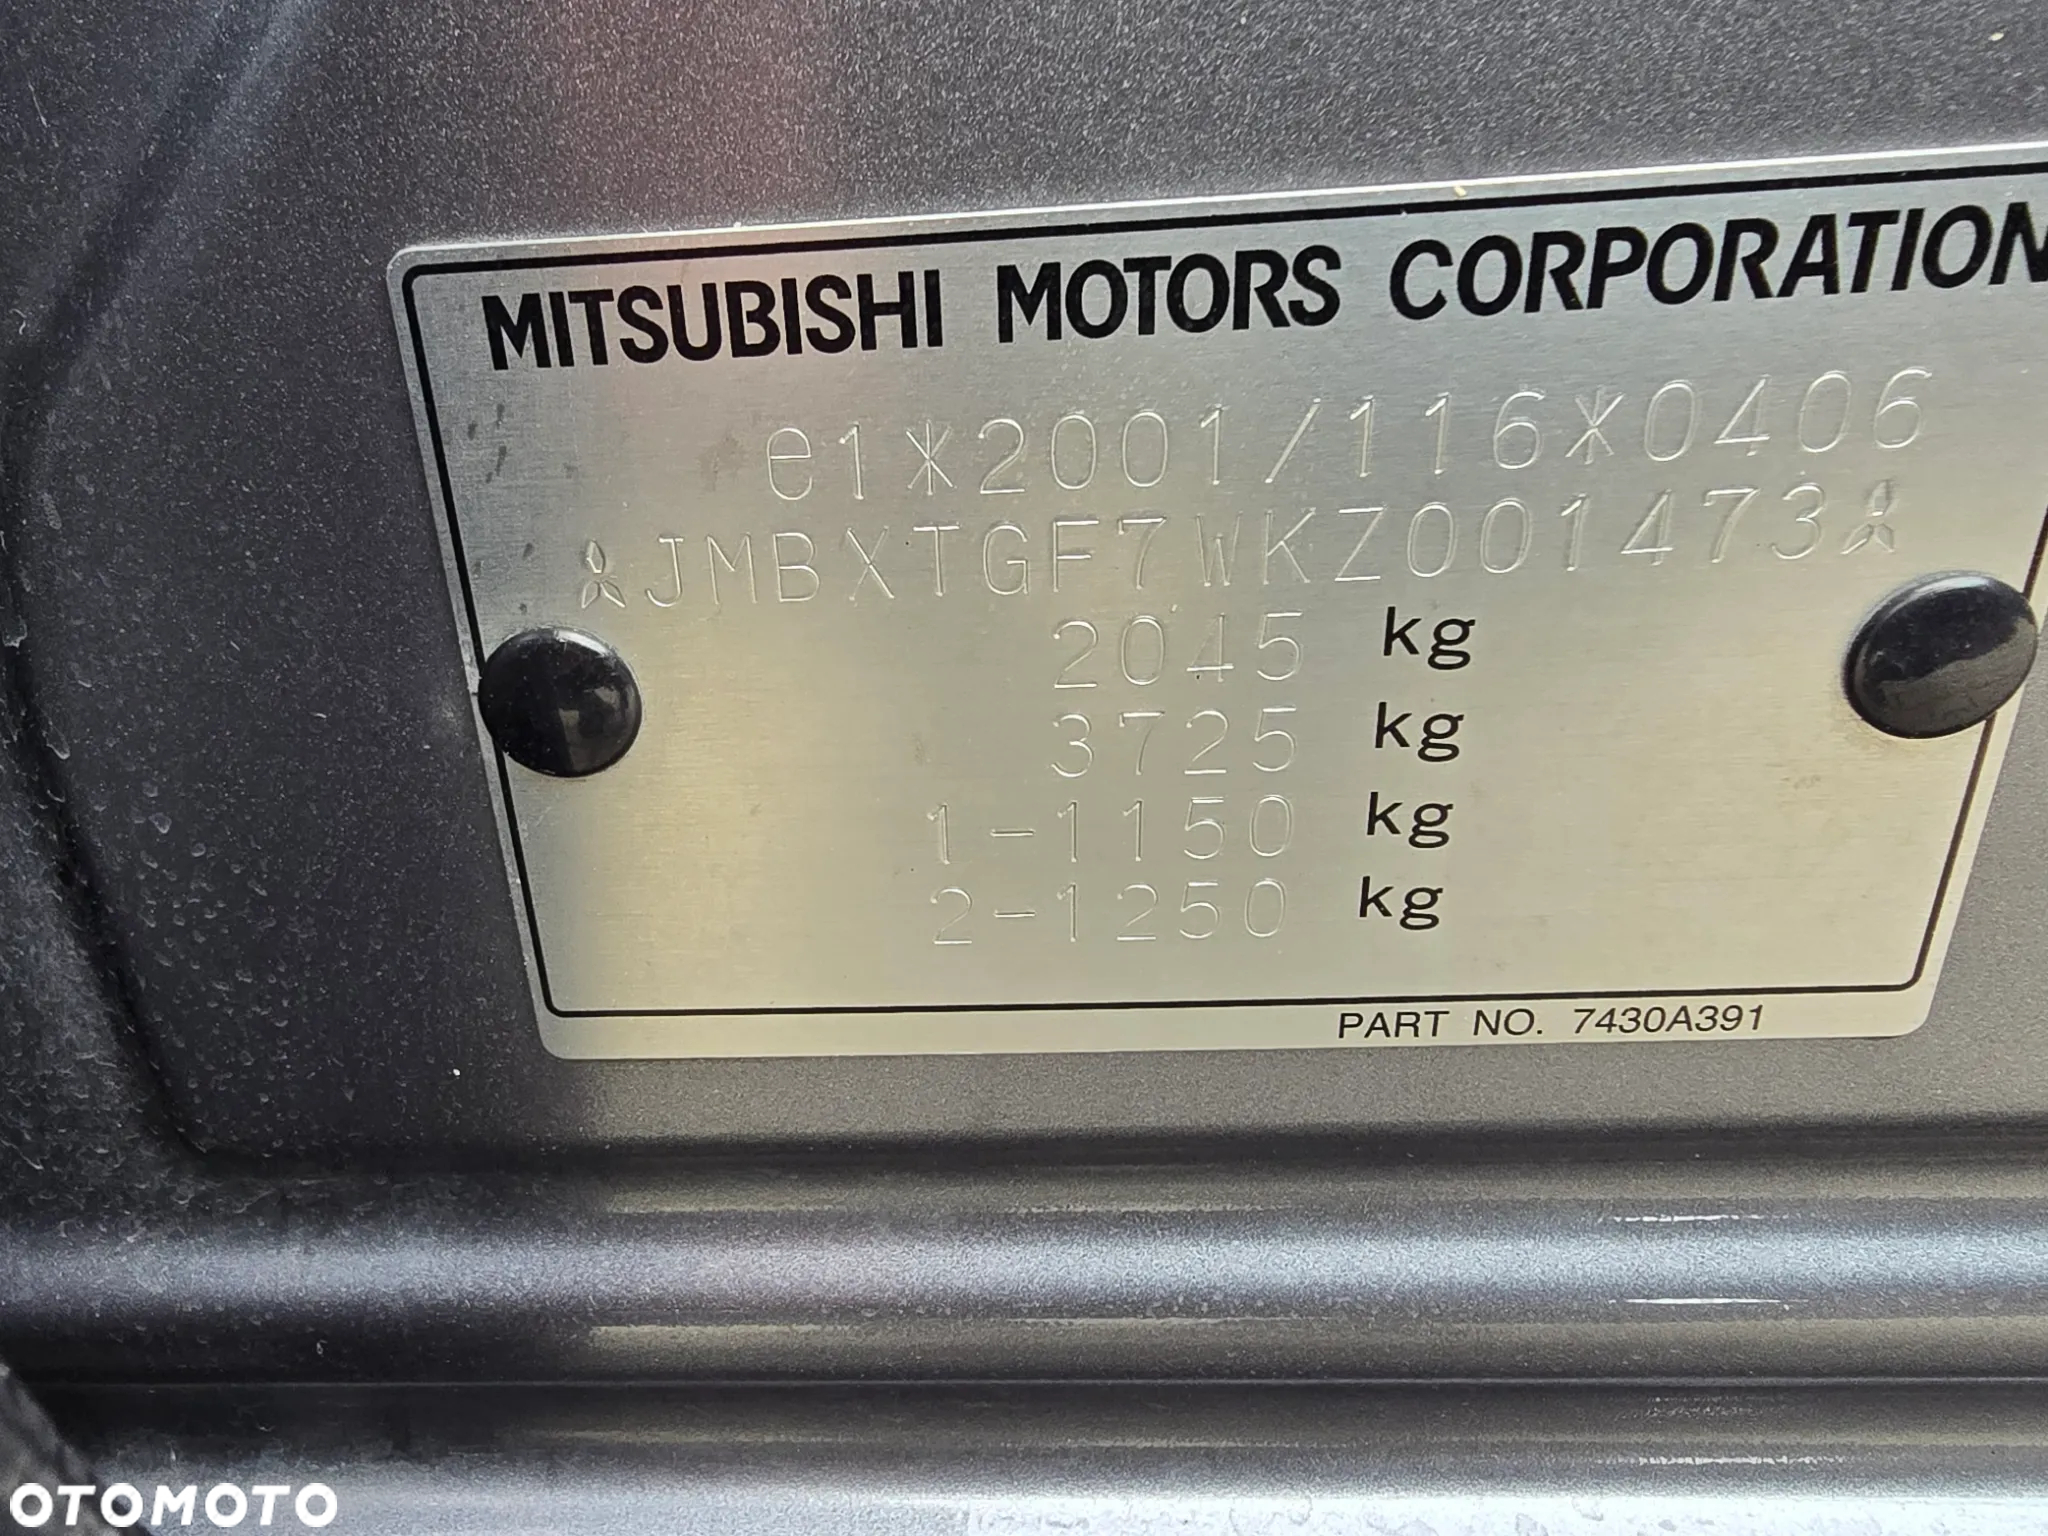 MITSUBISHI MOTORS CORPORATION
e1*2001/116*0406
JMBXTGF7WKZ001473
2045 kg
3725 kg
1-1150 kg
2-1250 kg
PART NO. 7430A391
OTOMOTO